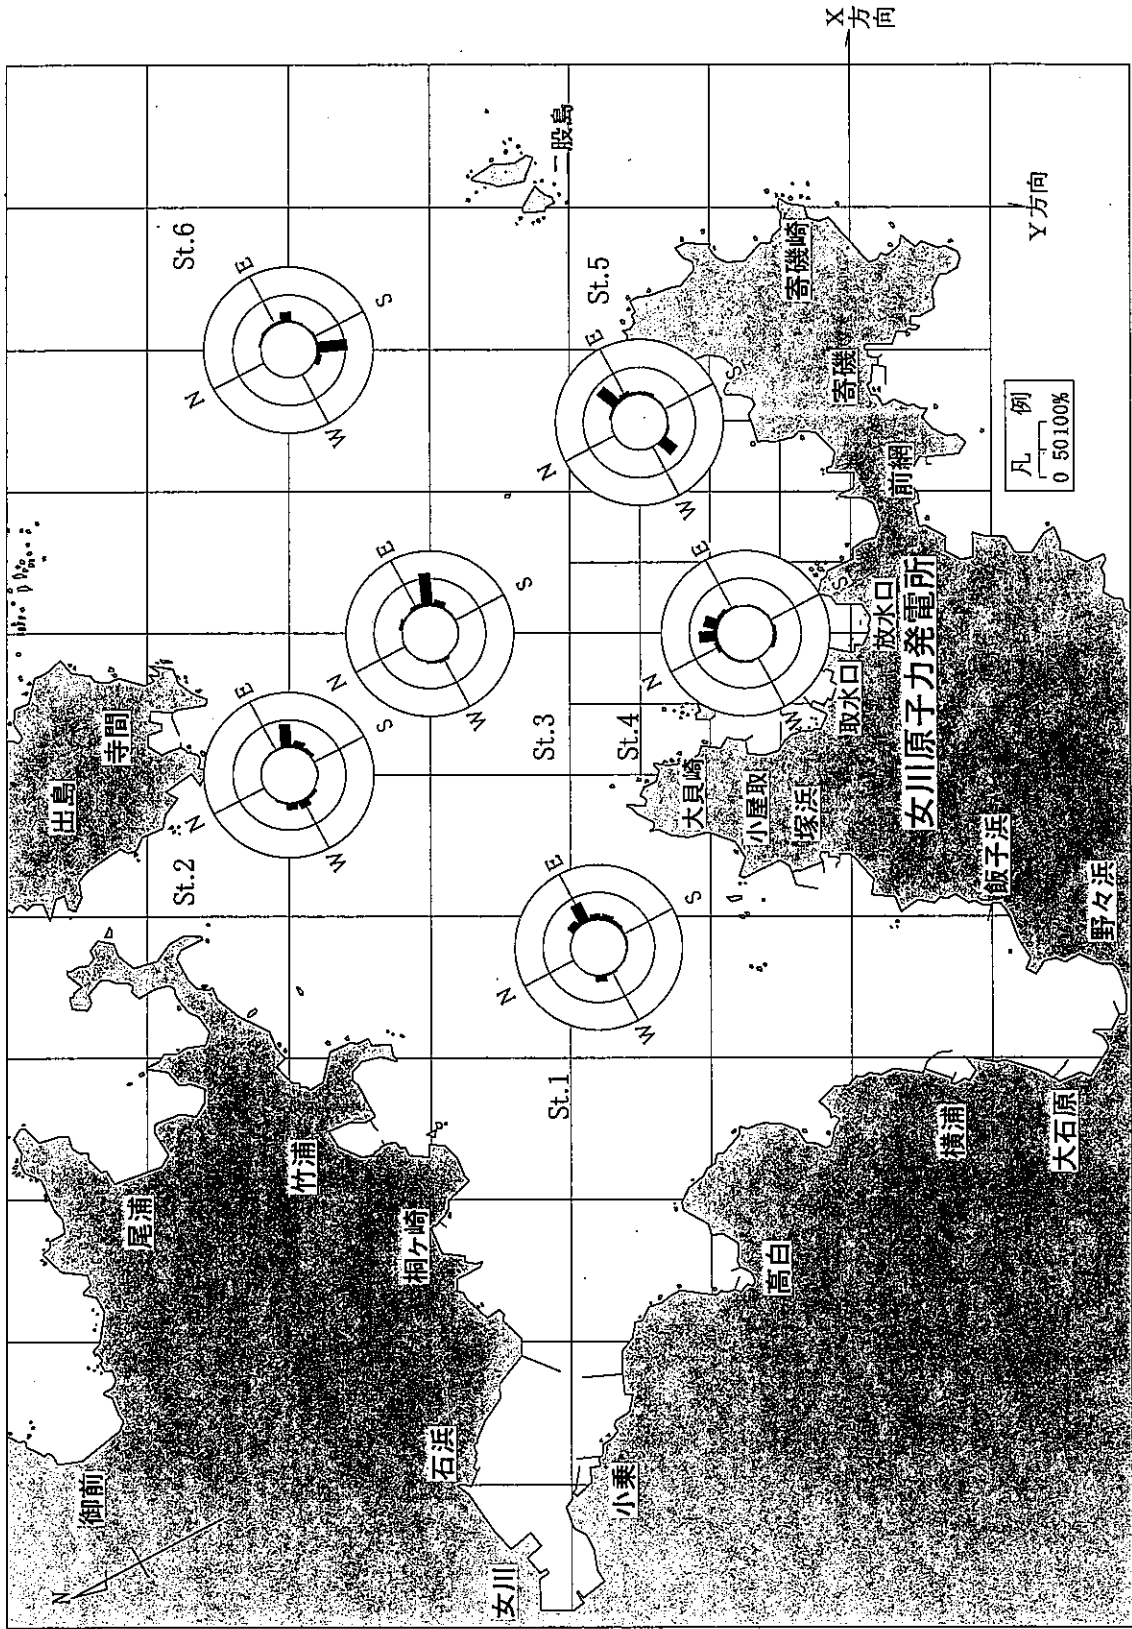 X
方向
Y方向
二股島
St.6
N
E
S
W
St.5
N
E
S
W
寄磯崎
寄磯
前網
凡 例
0 50100%
St.3
N
E
S
W
St.4
N
E
S
W
放水口
取水口
女川原子力発電所
出島
寺間
St.2
N
E
S
W
大貝崎
小屋取
塚浜
飯子浜
野々浜
St.1
N
E
S
W
尾浦
竹浦
桐ヶ崎
高白
横浦
大石原
御前
石浜
小乗
女川
N